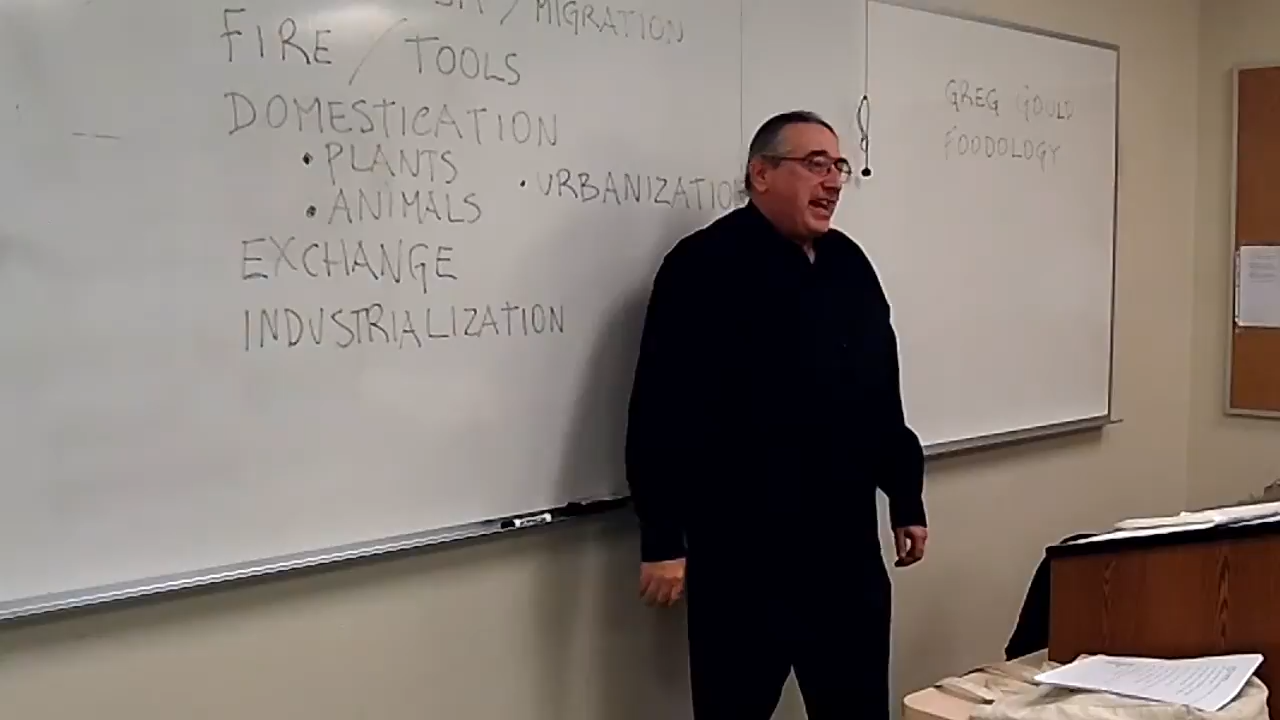 / MIGRATION
FIRE / TOOLS
DOMESTICATION
• PLANTS
• ANIMALS
• URBANIZATION
EXCHANGE
INDUSTRIALIZATION
GREG GOULD
FOODOLOGY